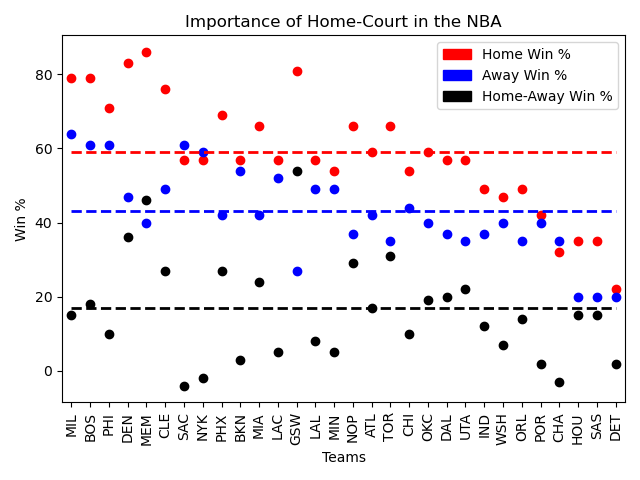 Importance of Home-Court in the NBA
Home Win %
Away Win %
Home-Away Win %
Win %
80
60
40
20
0
MIL BOS PHI DEN MEM CLE SAC NYK PHX BKN MIA LAC GSW LAL MIN NOP ATL TOR CHI OKC DAL UTA IND WSH ORL POR CHA HOU SAS DET
Teams